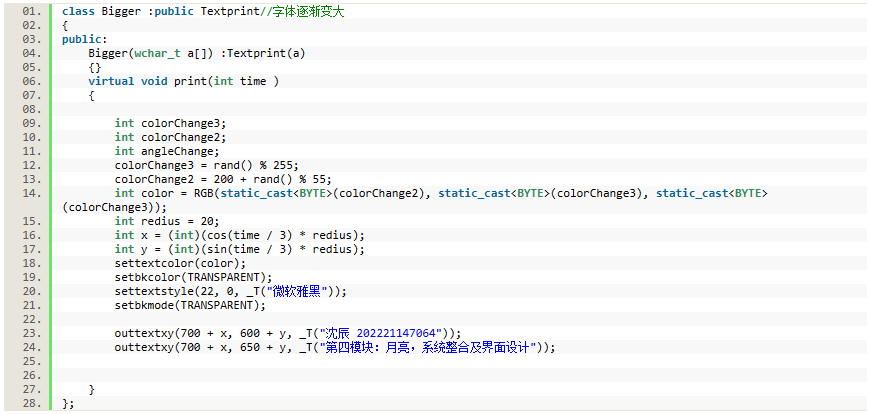 01. class Bigger :public Textprint//字体逐渐变大
02. {
03. public:
04.     Bigger(wchar_t a[]) :Textprint(a)
05.     {}
06.     virtual void print(int time )
07.     {
08.
09.         int colorChange3;
10.         int colorChange2;
11.         int angleChange;
12.         colorChange3 = rand() % 255;
13.         colorChange2 = 200 + rand() % 55;
14.         int color = RGB(static_cast<BYTE>(colorChange2), static_cast<BYTE>(colorChange3), static_cast<BYTE>
(colorChange3));
15.         int redius = 20;
16.         int x = (int)(cos(time / 3) * redius);
17.         int y = (int)(sin(time / 3) * redius);
18.         settextcolor(color);
19.         setbkcolor(TRANSPARENT);
20.         settextstyle(22, 0, _T("微软雅黑"));
21.         setbkmode(TRANSPARENT);
22.
23.         outtextxy(700 + x, 600 + y, _T("沈辰 202221147064"));
24.         outtextxy(700 + x, 650 + y, _T("第四模块: 月亮, 系统整合及界面设计"));
25.
26.
27.     }
28. };